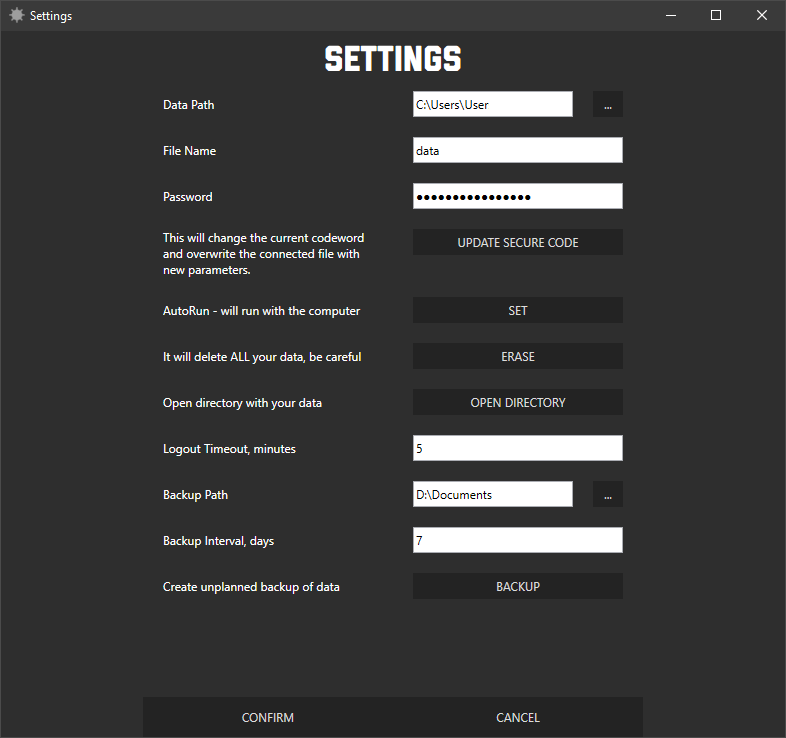 Settings
SETTINGS
Data Path
C:\Users\User
...
File Name
data
Password
●●●●●●●●●●●●●●●●
This will change the current codeword
and overwrite the connected file with
new parameters.
UPDATE SECURE CODE
AutoRun - will run with the computer
SET
It will delete ALL your data, be careful
ERASE
Open directory with your data
OPEN DIRECTORY
Logout Timeout, minutes
5
Backup Path
D:\Documents
...
Backup Interval, days
7
Create unplanned backup of data
BACKUP
CONFIRM
CANCEL